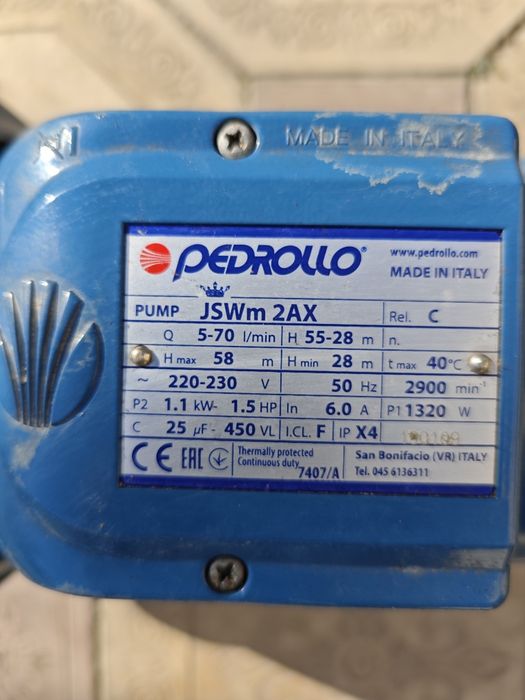 MADE IN ITALY
PEDROLLO®
www.pedrollo.com
MADE IN ITALY
PUMP JSWm 2AX Rel. C
Q 5-70 l/min H 55-28 m n.
H max 58 m H min 28 m t max 40°C
~ 220-230 V 50 Hz 2900 min-1
P2 1.1 kW- 1.5 HP In 6.0 A P1 1320 W
C 25 µF- 450 VL I.CL. F IP X4
CE EAC Thermally protected
Continuous duty 7407/A
San Bonifacio (VR) ITALY
Tel. 045 6136311